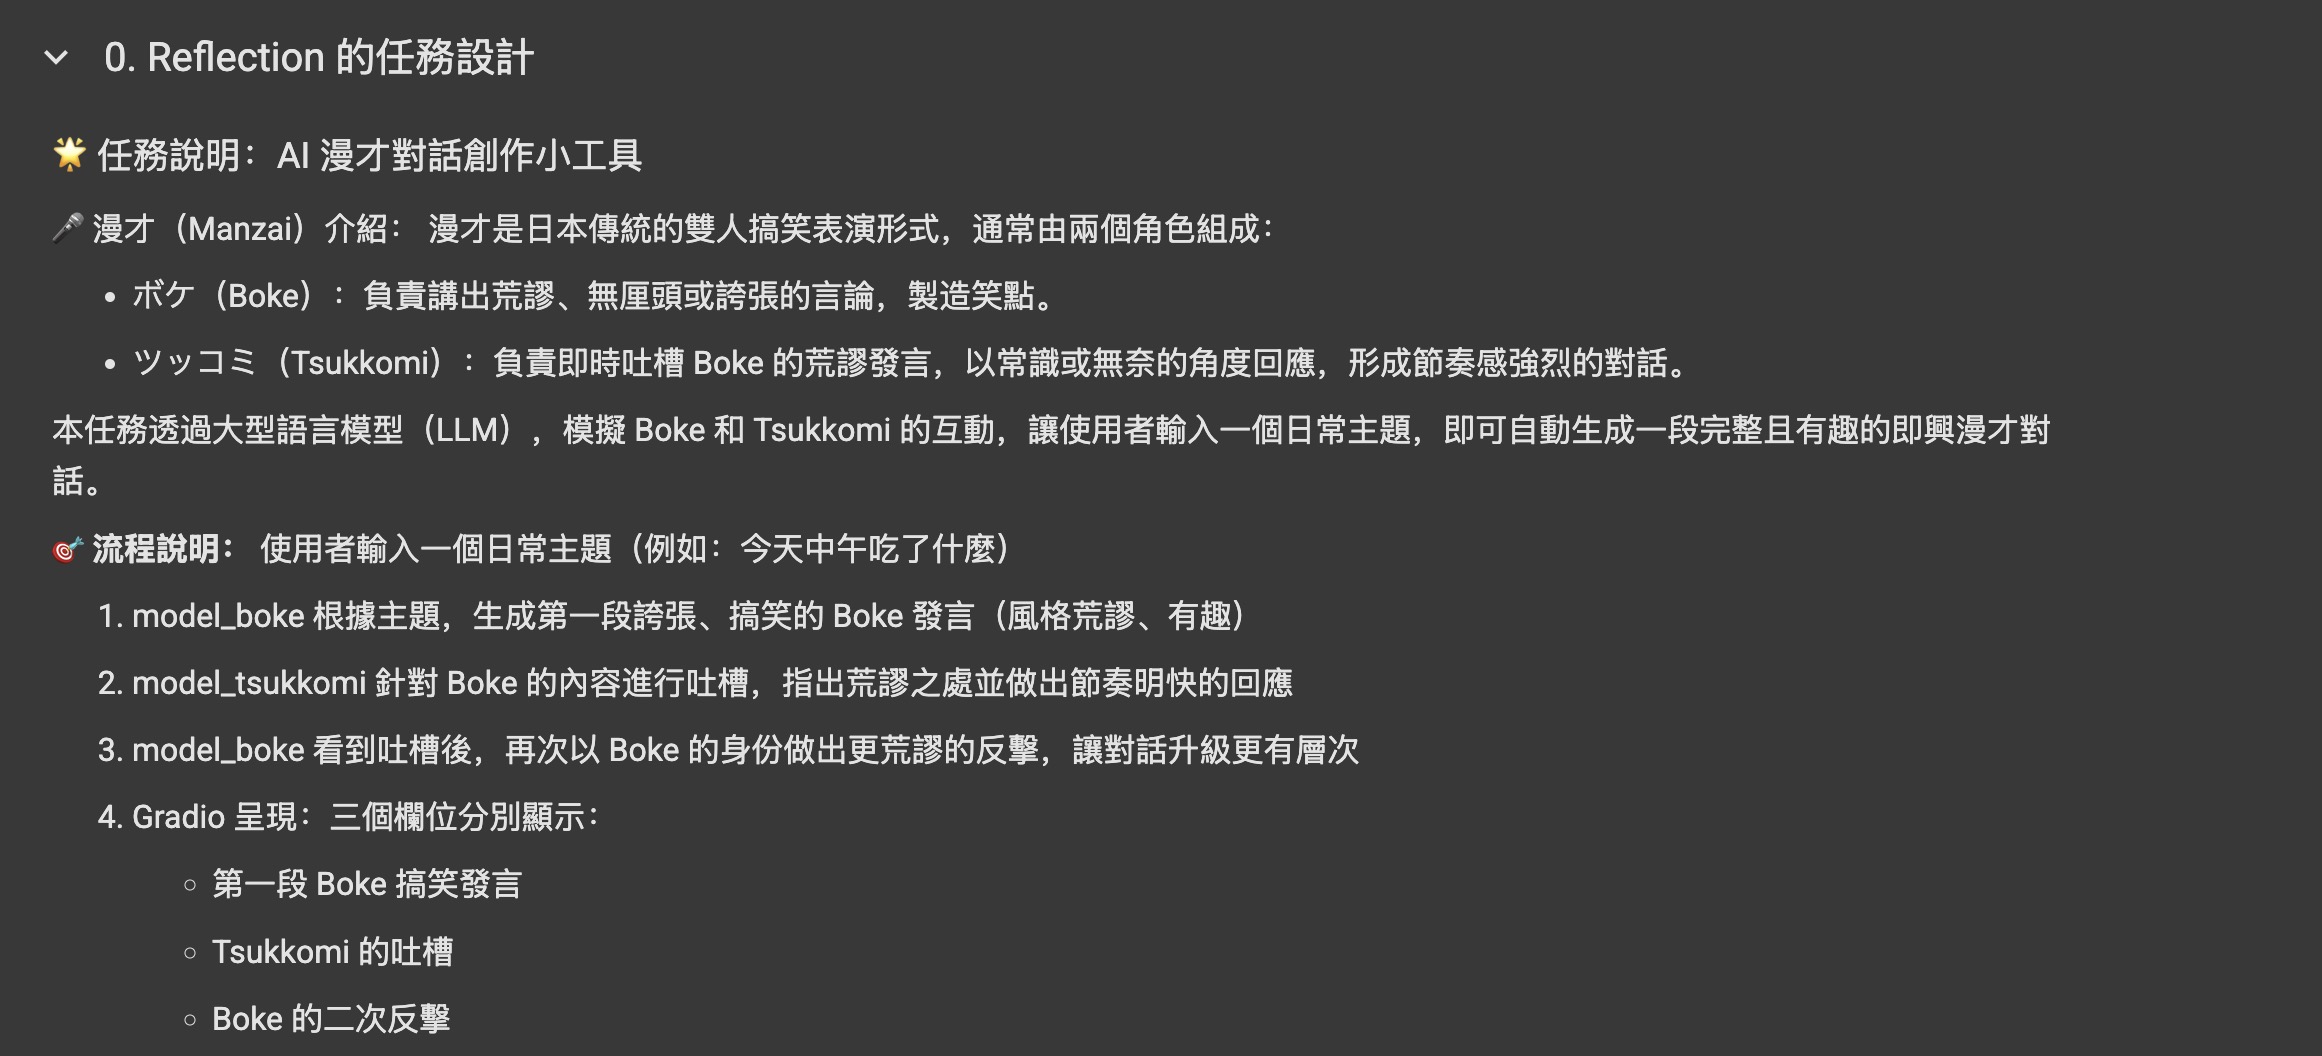 0. Reflection 的任務設計
🌟 任務說明：AI 漫才對話創作小工具
🎤 漫才（Manzai）介紹： 漫才是日本傳統的雙人搞笑表演形式，通常由兩個角色組成：
• ボケ（Boke）：負責講出荒謬、無厘頭或誇張的言論，製造笑點。
• ツッコミ（Tsukkomi）：負責即時吐槽 Boke 的荒謬發言，以常識或無奈的角度回應，形成節奏感強烈的對話。
本任務透過大型語言模型（LLM），模擬 Boke 和 Tsukkomi 的互動，讓使用者輸入一個日常主題，即可自動生成一段完整且有趣的即興漫才對
話。
🎯 流程說明： 使用者輸入一個日常主題（例如：今天中午吃了什麼）
1. model_boke 根據主題，生成第一段誇張、搞笑的 Boke 發言（風格荒謬、有趣）
2. model_tsukkomi 針對 Boke 的內容進行吐槽，指出荒謬之處並做出節奏明快的回應
3. model_boke 看到吐槽後，再次以 Boke 的身份做出更荒謬的反擊，讓對話升級更有層次
4. Gradio 呈現：三個欄位分別顯示：
○ 第一段 Boke 搞笑發言
○ Tsukkomi 的吐槽
○ Boke 的二次反擊